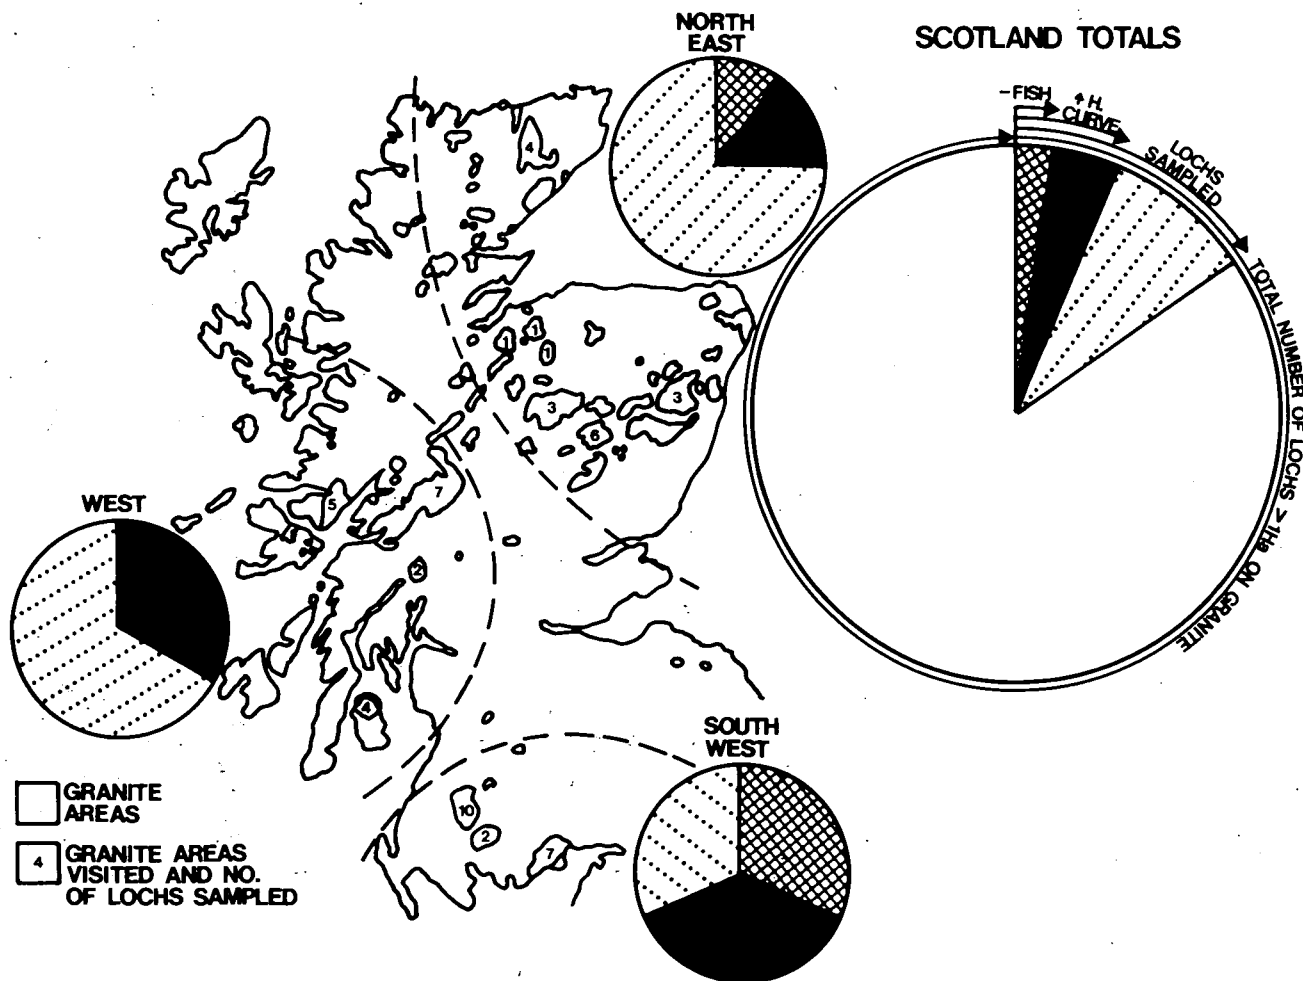 NORTH
EAST
SCOTLAND TOTALS
-FISH
↑ H.
CURVE
LOCHS
SAMPLED
TOTAL NUMBER OF LOCHS >1Ha ON GRANITE
4
1
1
1
3
3
6
7
WEST
5
2
4
SOUTH
WEST
10
2
7
GRANITE
AREAS
4
GRANITE AREAS
VISITED AND NO.
OF LOCHS SAMPLED